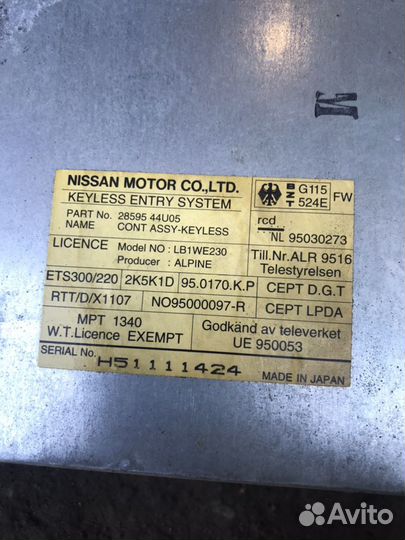 NISSAN MOTOR CO.,LTD.
KEYLESS ENTRY SYSTEM
PART NO : 28595 44U05
NAME CONT ASSY-KEYLESS
LICENCE Model NO : LB1WE230
Producer : ALPINE
BZT G115 524E FW
rcd
NL 95030273
Till.Nr.ALR 9516
Telestyrelsen
ETS300/220 2K5K1D 95.0170.K.P CEPT D.G.T
RTT/D/X1107 NO95000097-R CEPT LPDA
MPT 1340
W.T.Licence EXEMPT
Godkänd av televerket
UE 950053
SERIAL No. H51111424
MADE IN JAPAN
Avito